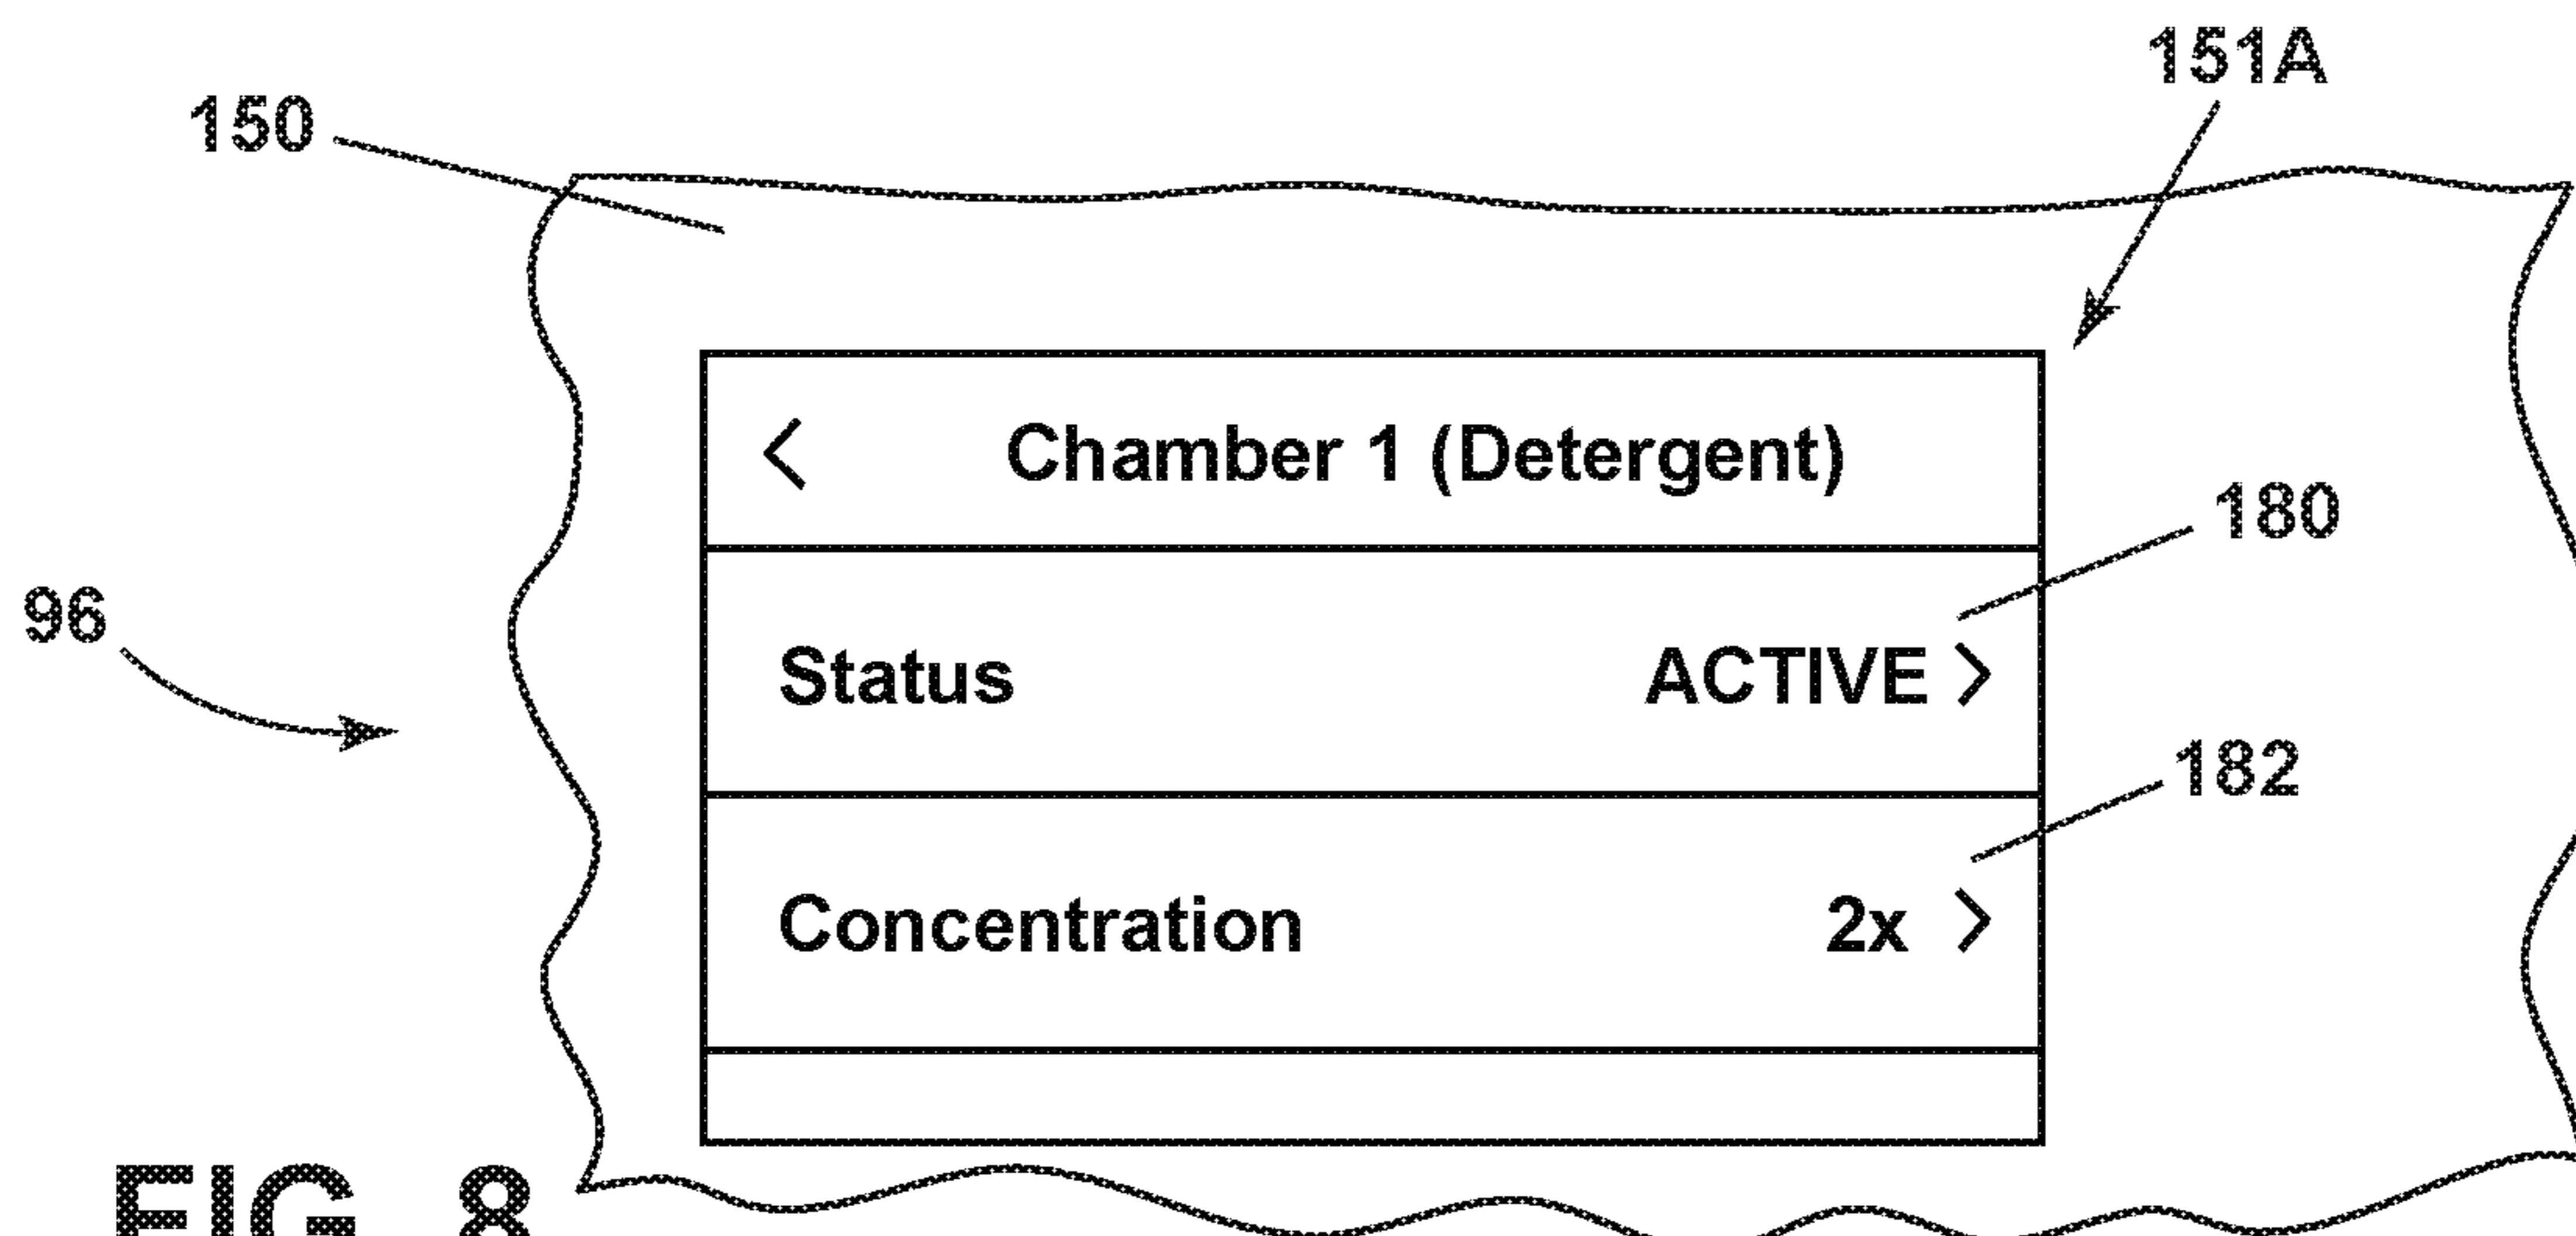 151A
150
< Chamber 1 (Detergent)
180
96
Status ACTIVE >
182
Concentration 2x >
FIG. 8